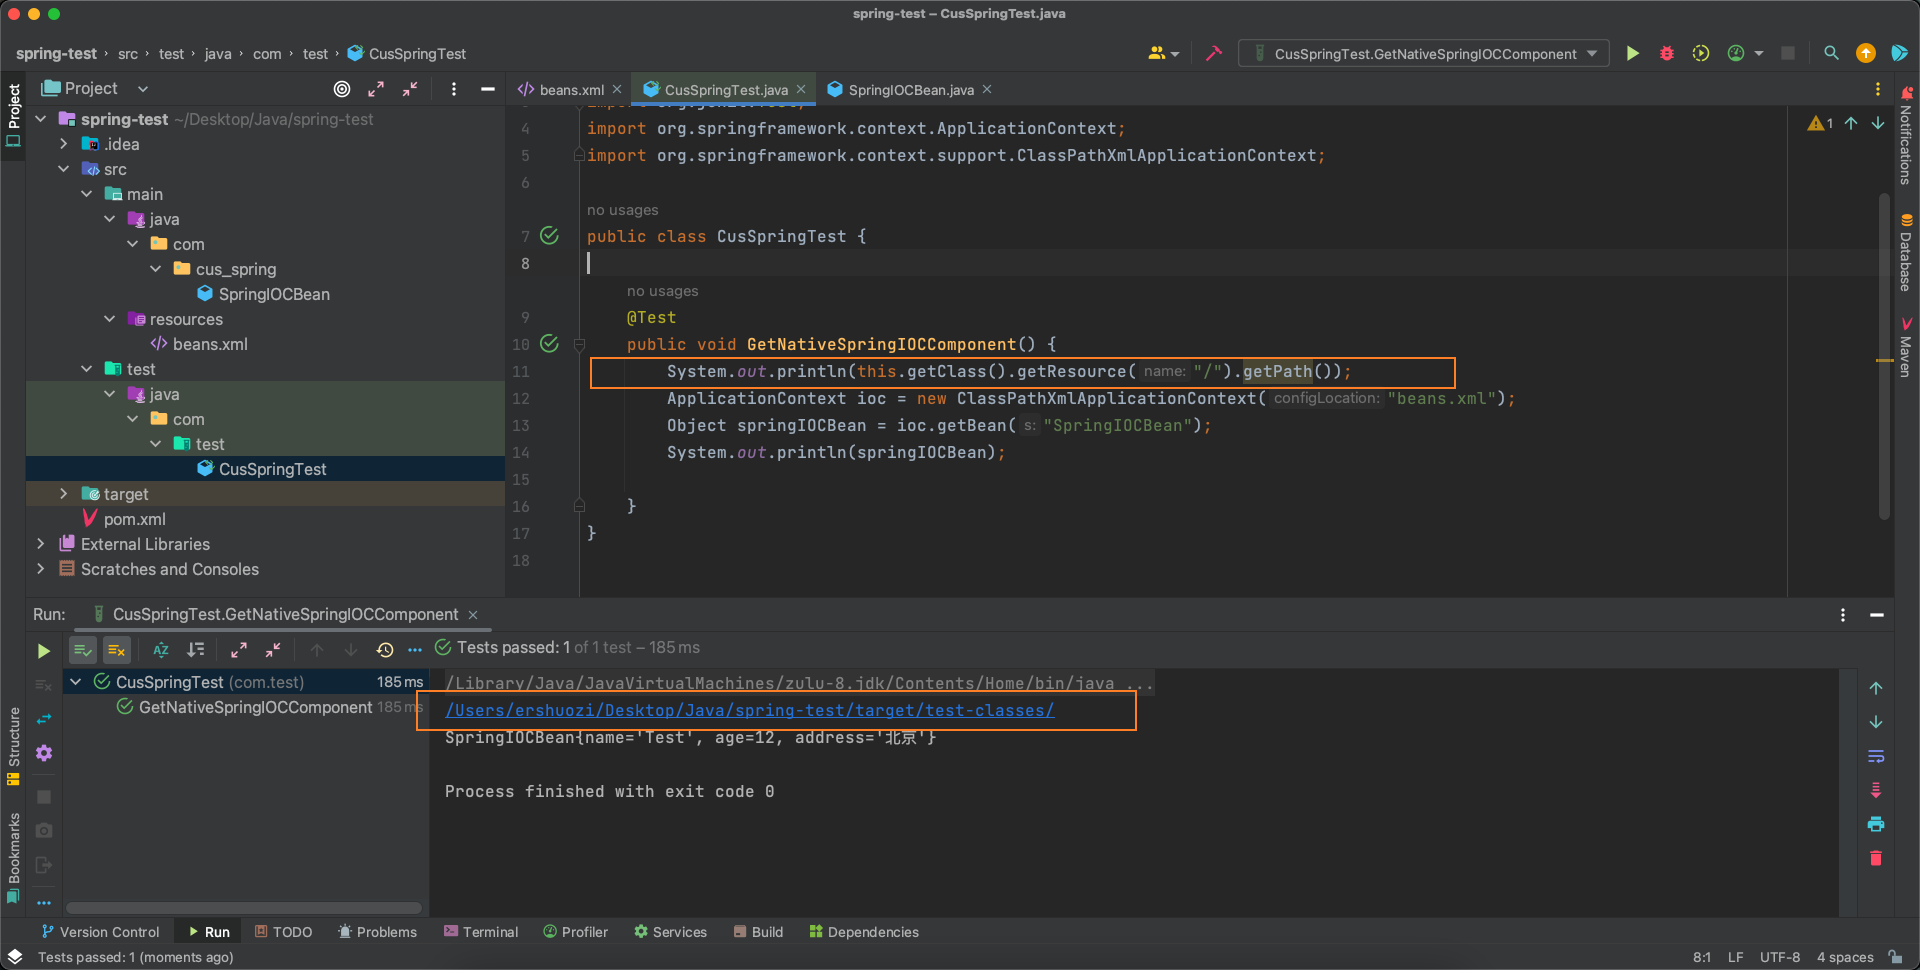 spring-test – CusSpringTest.java
spring-test › src › test › java › com › test › CusSpringTest
CusSpringTest.GetNativeSpringIOCComponent
Project
Project
spring-test ~/Desktop/Java/spring-test
.idea
src
main
java
com
cus_spring
SpringIOCBean
resources
beans.xml
test
java
com
test
CusSpringTest
target
pom.xml
External Libraries
Scratches and Consoles
beans.xml
CusSpringTest.java
SpringIOCBean.java
4 import org.springframework.context.ApplicationContext;
5 import org.springframework.context.support.ClassPathXmlApplicationContext;
6
no usages
7 public class CusSpringTest {
8
no usages
9 @Test
10 public void GetNativeSpringIOCComponent() {
11 System.out.println(this.getClass().getResource( name: "/").getPath());
12 ApplicationContext ioc = new ClassPathXmlApplicationContext( configLocation: "beans.xml");
13 Object springIOCBean = ioc.getBean( s: "SpringIOCBean");
14 System.out.println(springIOCBean);
15
16 }
17 }
18
1
Notifications
Database
Maven
Run: CusSpringTest.GetNativeSpringIOCComponent
Tests passed: 1 of 1 test – 185 ms
CusSpringTest (com.test) 185 ms
GetNativeSpringIOCComponent 185 ms
/Library/Java/JavaVirtualMachines/zulu-8.jdk/Contents/Home/bin/java ...
/Users/ershuozi/Desktop/Java/spring-test/target/test-classes/
SpringIOCBean{name='Test', age=12, address='北京'}
Process finished with exit code 0
Structure
Bookmarks
Version Control
Run
TODO
Problems
Terminal
Profiler
Services
Build
Dependencies
Tests passed: 1 (moments ago)
8:1 LF UTF-8 4 spaces